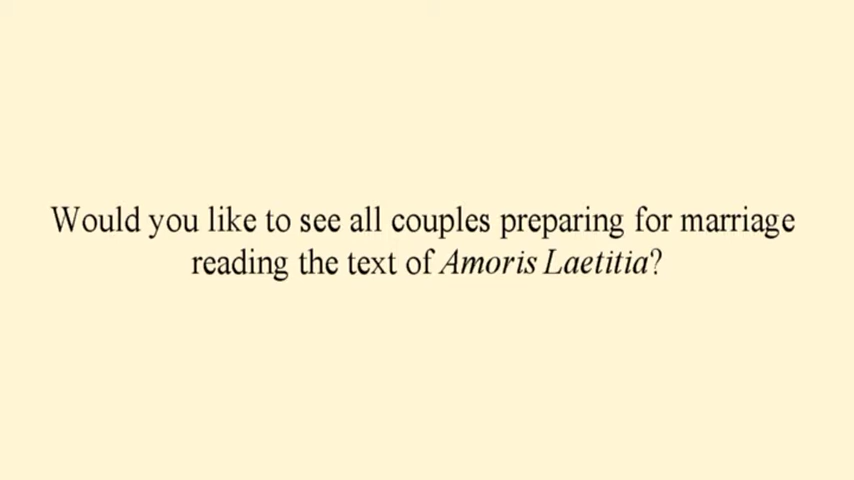 Would you like to see all couples preparing for marriage
reading the text of Amoris Laetitia?